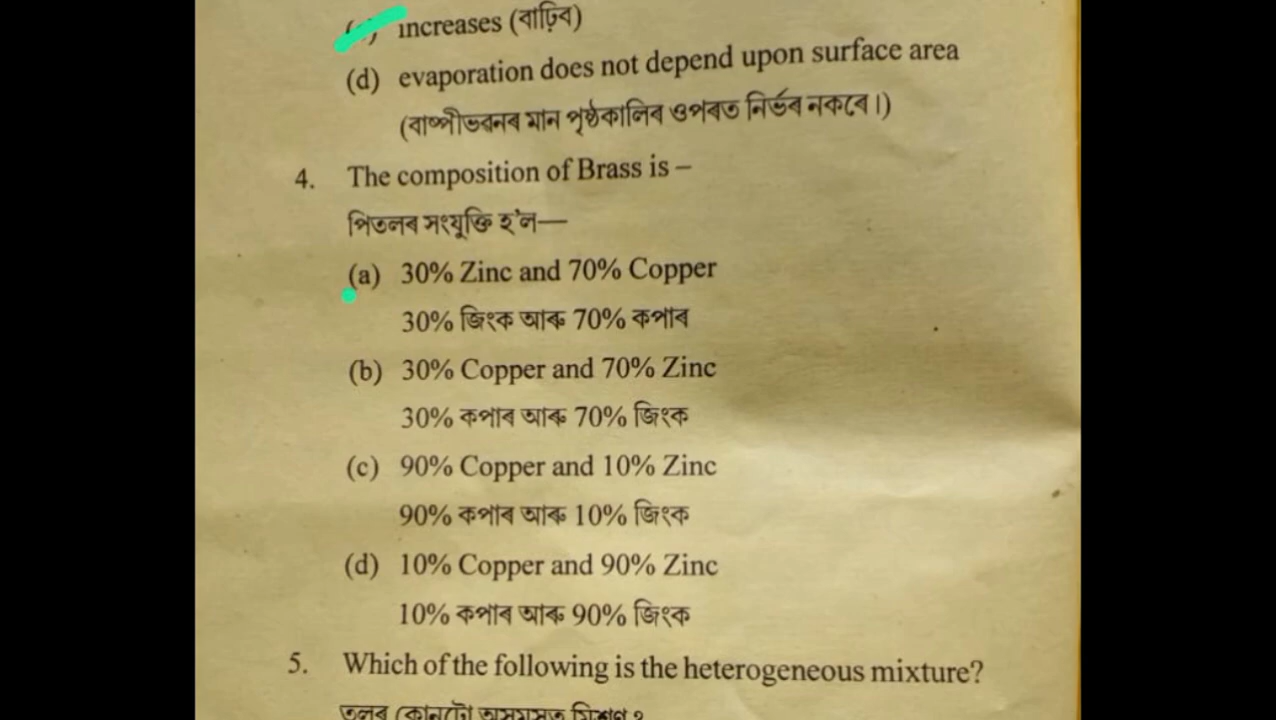 increases (বাঢ়িব)
(d) evaporation does not depend upon surface area
(বাষ্পীভৱনৰ মান পৃষ্ঠকালিৰ ওপৰত নিৰ্ভৰ নকৰে।)
4. The composition of Brass is –
পিতলৰ সংযুক্তি হ'ল—
(a) 30% Zinc and 70% Copper
30% জিংক আৰু 70% কপাৰ
(b) 30% Copper and 70% Zinc
30% কপাৰ আৰু 70% জিংক
(c) 90% Copper and 10% Zinc
90% কপাৰ আৰু 10% জিংক
(d) 10% Copper and 90% Zinc
10% কপাৰ আৰু 90% জিংক
5. Which of the following is the heterogeneous mixture?